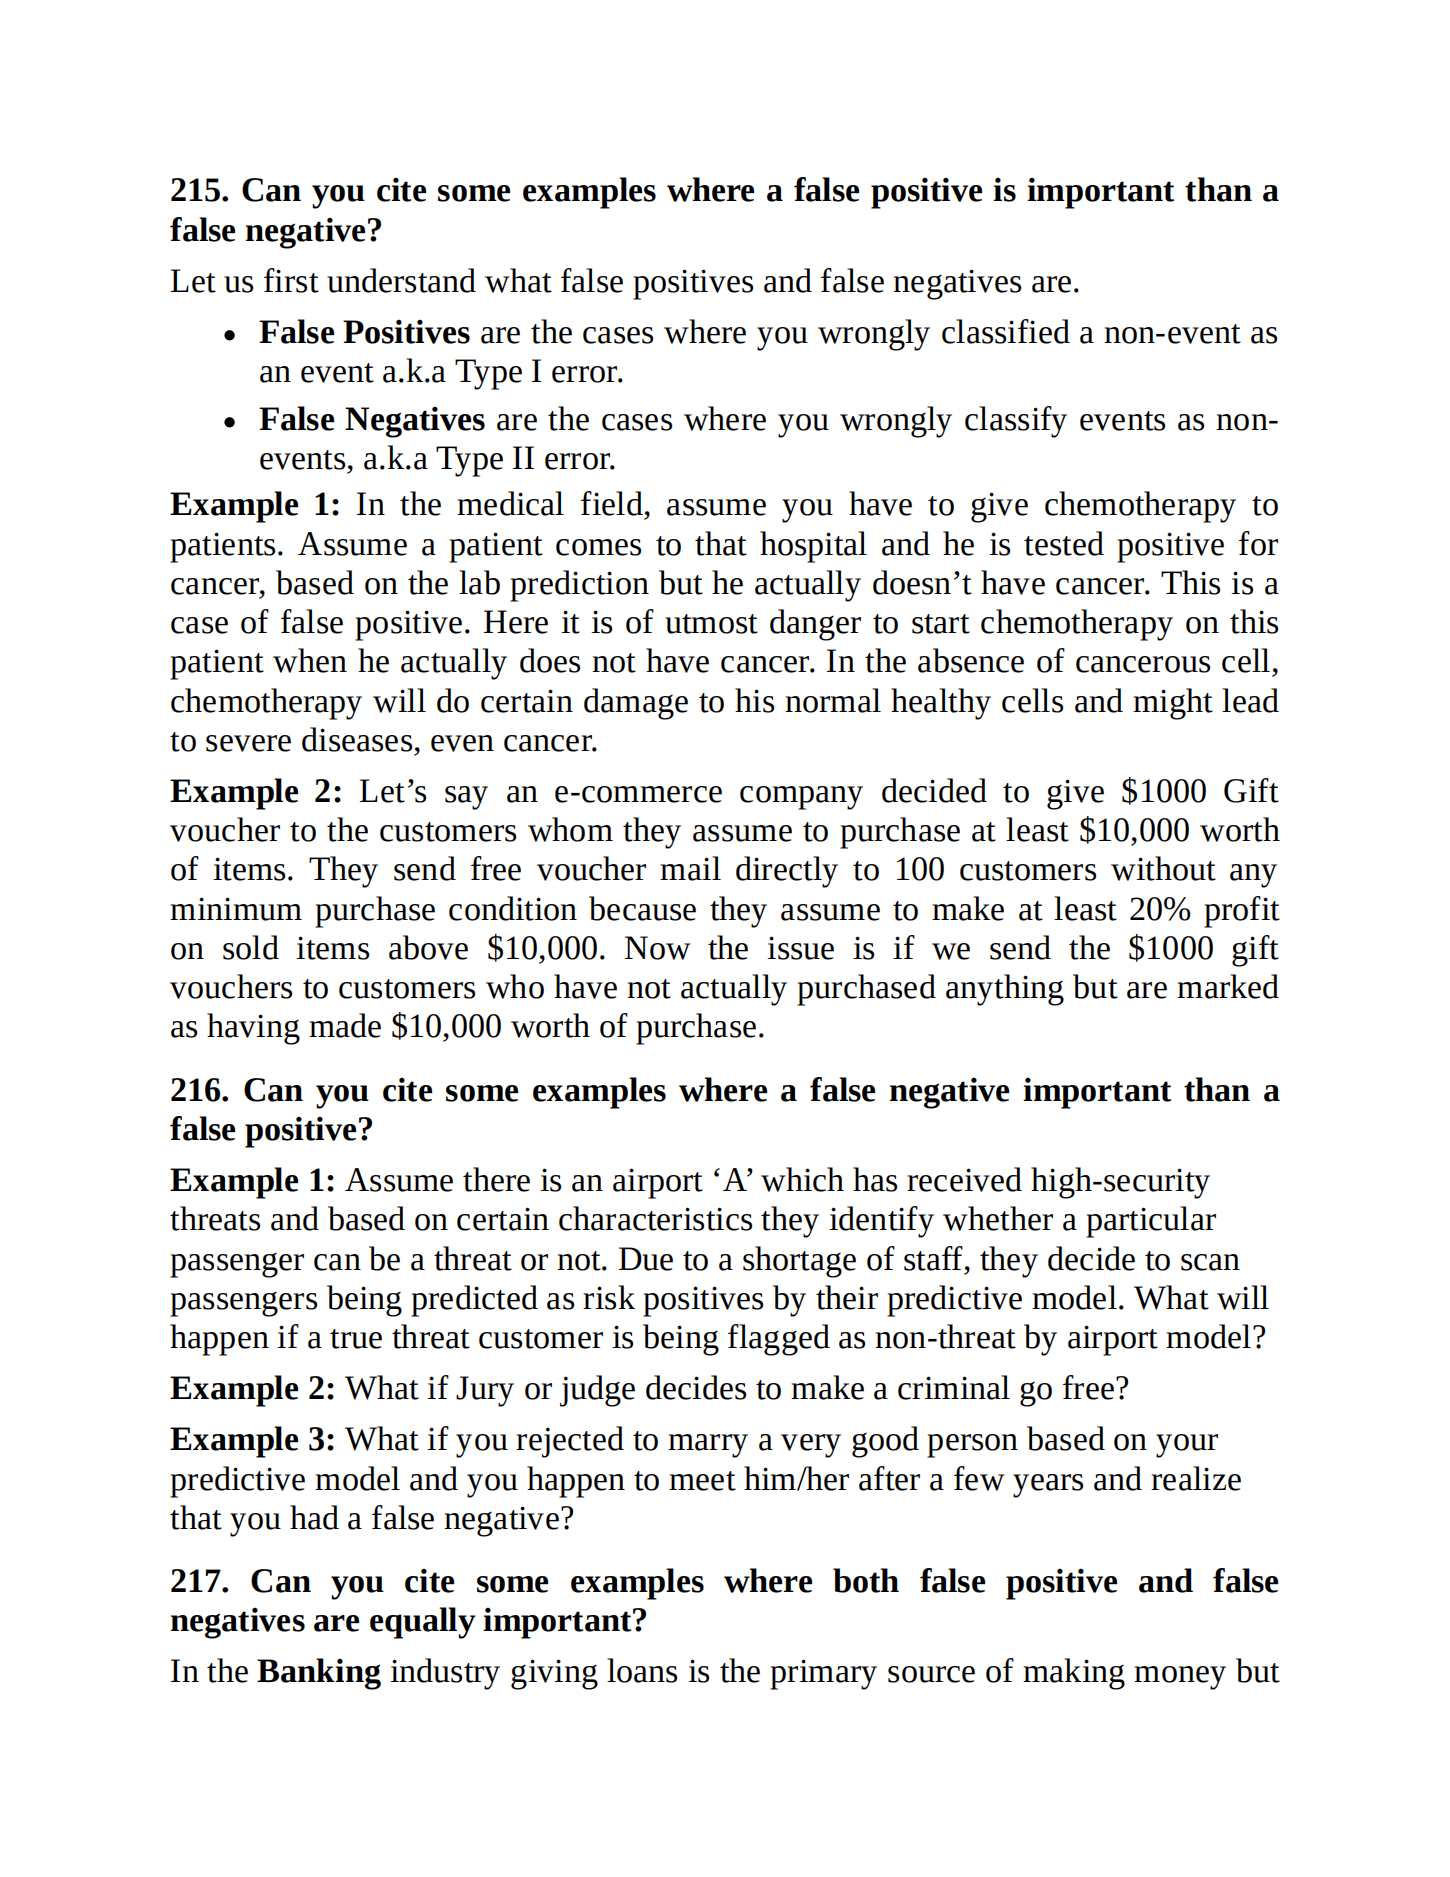 215. Can you cite some examples where a false positive is important than a
false negative?
Let us first understand what false positives and false negatives are.
• False Positives are the cases where you wrongly classified a non-event as
an event a.k.a Type I error.
• False Negatives are the cases where you wrongly classify events as non-
events, a.k.a Type II error.
Example 1: In the medical field, assume you have to give chemotherapy to
patients. Assume a patient comes to that hospital and he is tested positive for
cancer, based on the lab prediction but he actually doesn’t have cancer. This is a
case of false positive. Here it is of utmost danger to start chemotherapy on this
patient when he actually does not have cancer. In the absence of cancerous cell,
chemotherapy will do certain damage to his normal healthy cells and might lead
to severe diseases, even cancer.
Example 2: Let’s say an e-commerce company decided to give $1000 Gift
voucher to the customers whom they assume to purchase at least $10,000 worth
of items. They send free voucher mail directly to 100 customers without any
minimum purchase condition because they assume to make at least 20% profit
on sold items above $10,000. Now the issue is if we send the $1000 gift
vouchers to customers who have not actually purchased anything but are marked
as having made $10,000 worth of purchase.
216. Can you cite some examples where a false negative important than a
false positive?
Example 1: Assume there is an airport ‘A’ which has received high-security
threats and based on certain characteristics they identify whether a particular
passenger can be a threat or not. Due to a shortage of staff, they decide to scan
passengers being predicted as risk positives by their predictive model. What will
happen if a true threat customer is being flagged as non-threat by airport model?
Example 2: What if Jury or judge decides to make a criminal go free?
Example 3: What if you rejected to marry a very good person based on your
predictive model and you happen to meet him/her after a few years and realize
that you had a false negative?
217. Can you cite some examples where both false positive and false
negatives are equally important?
In the Banking industry giving loans is the primary source of making money but